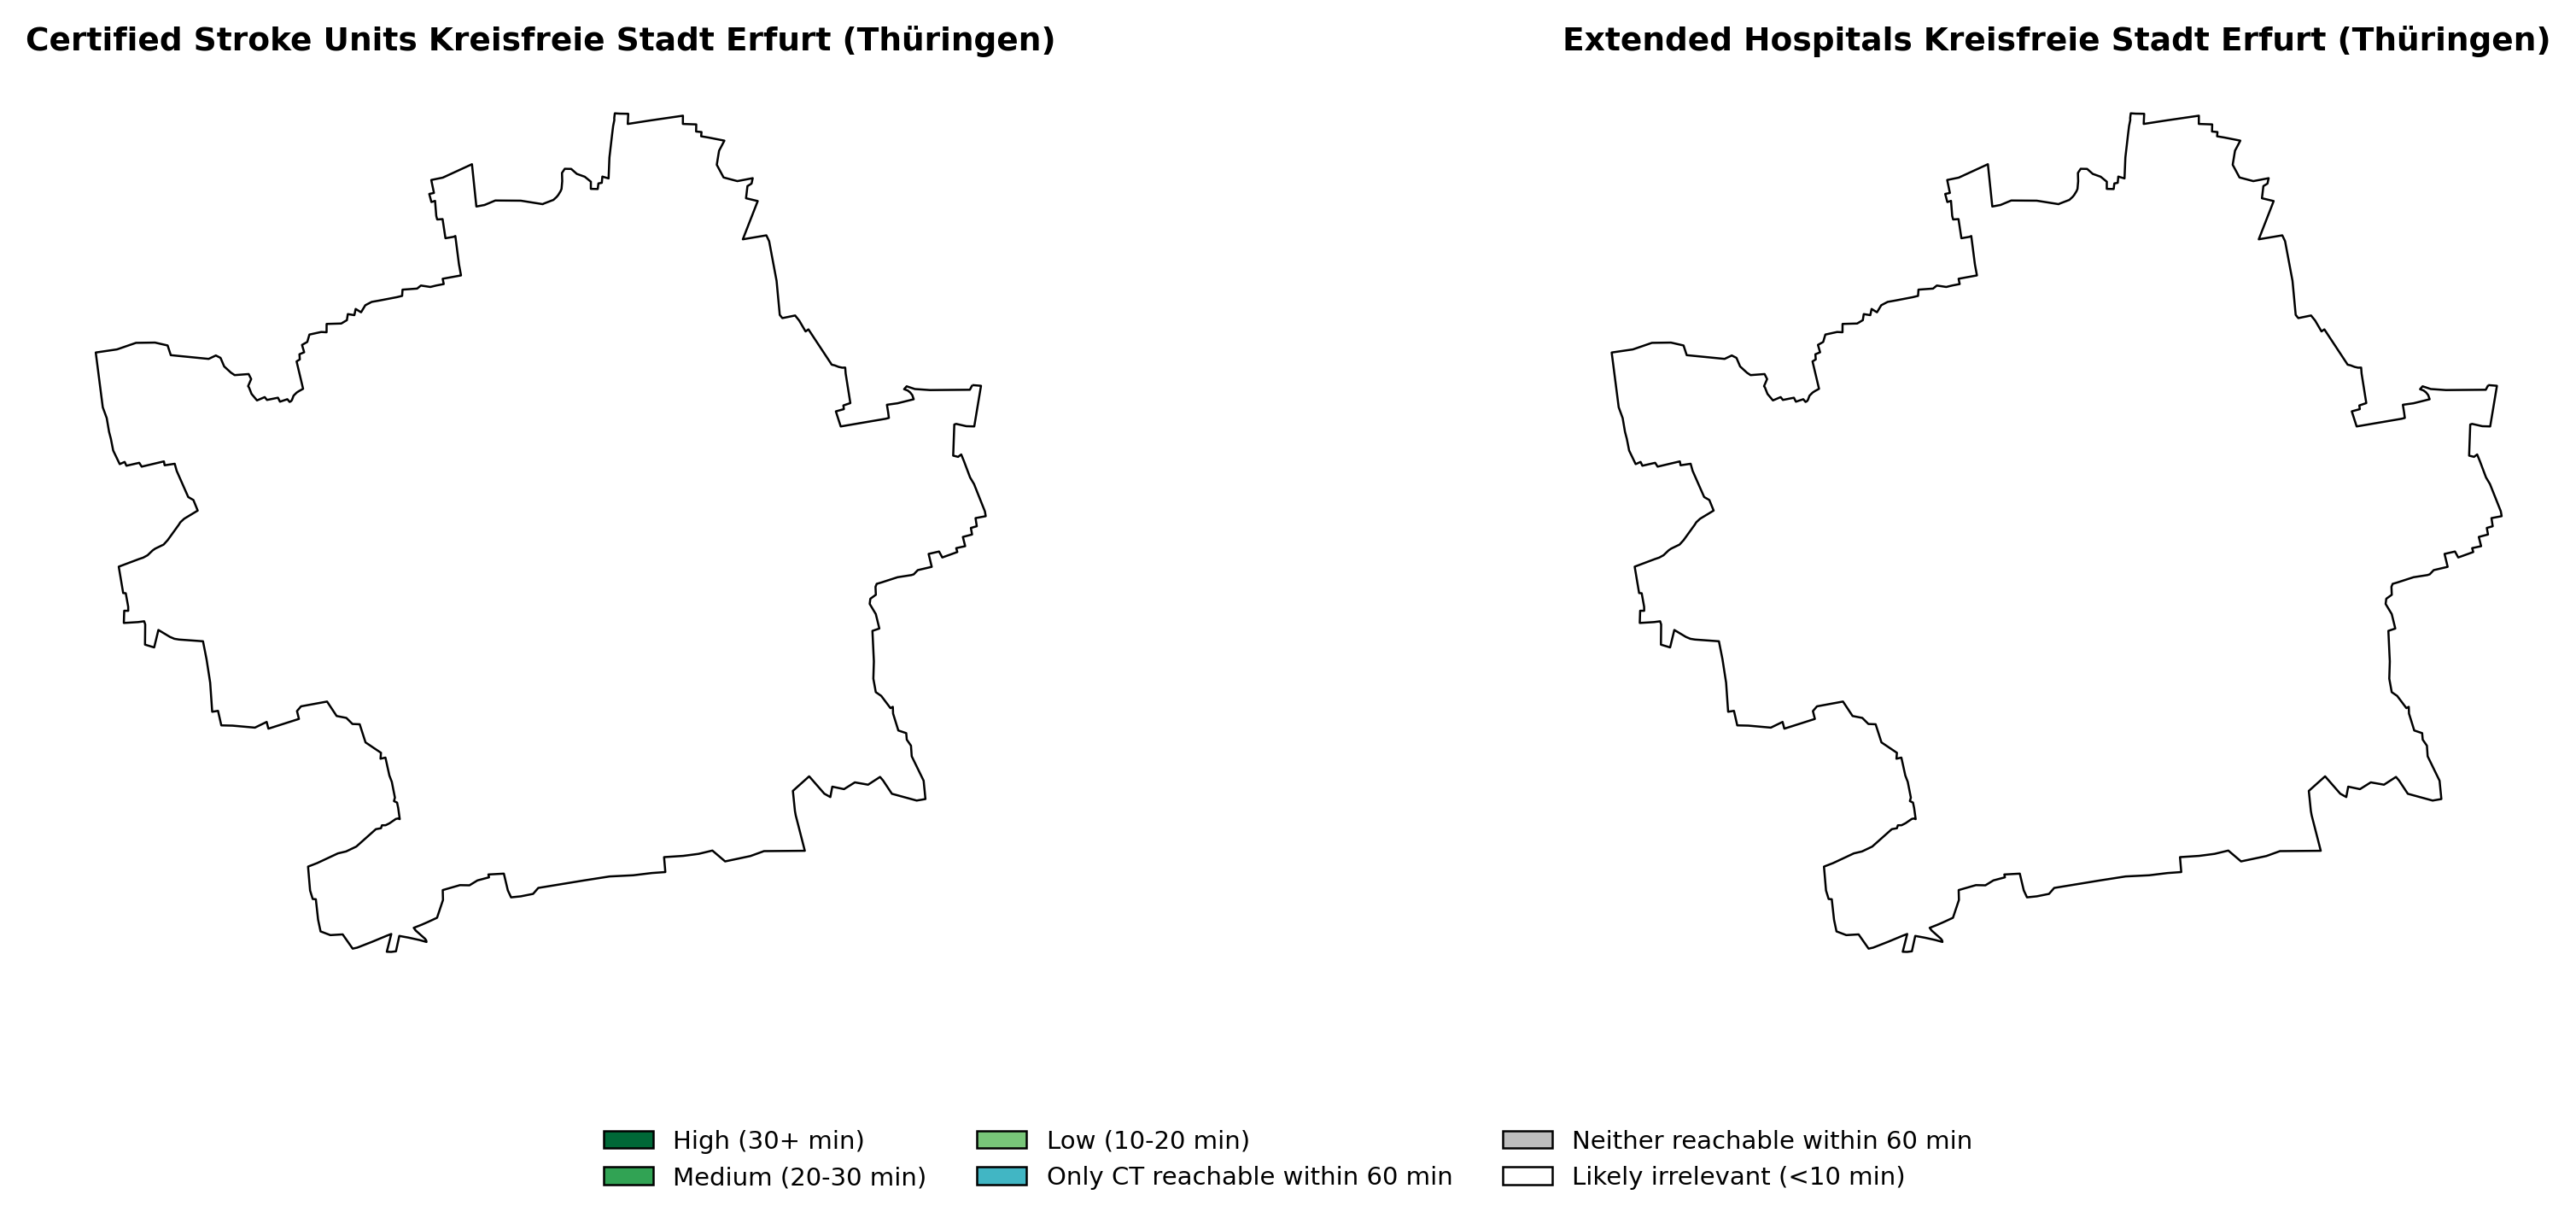 Certified Stroke Units Kreisfreie Stadt Erfurt (Thüringen)
Extended Hospitals Kreisfreie Stadt Erfurt (Thüringen)
High (30+ min)
Medium (20-30 min)
Low (10-20 min)
Only CT reachable within 60 min
Neither reachable within 60 min
Likely irrelevant (<10 min)